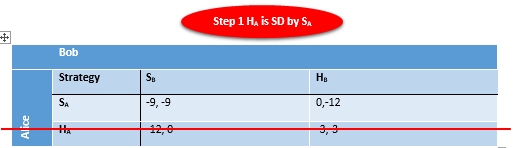 Step 1 HA is SD by SA
Bob
Strategy SB HB
Alice
SA -9, -9 0,-12
HA -12, 0 -3, -3